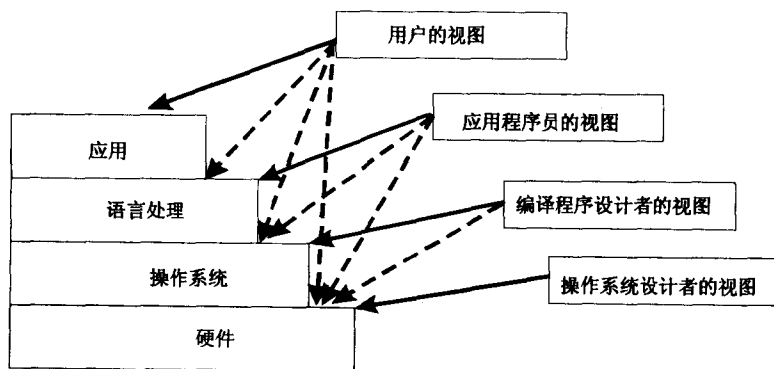 用户的视图
应用程序员的视图
应用
语言处理
编译程序设计者的视图
操作系统
操作系统设计者的视图
硬件